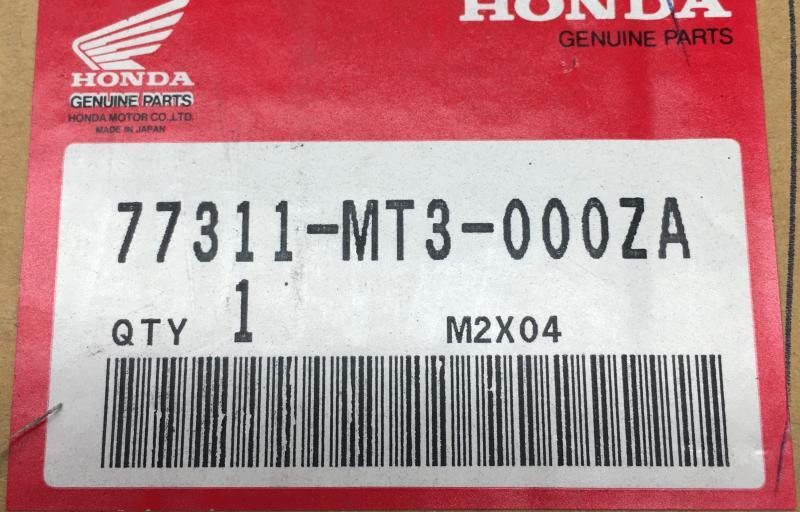 HONDA
GENUINE PARTS
HONDA
GENUINE PARTS
HONDA MOTOR CO.,LTD.
MADE IN JAPAN
77311-MT3-000ZA
QTY 1 M2X04